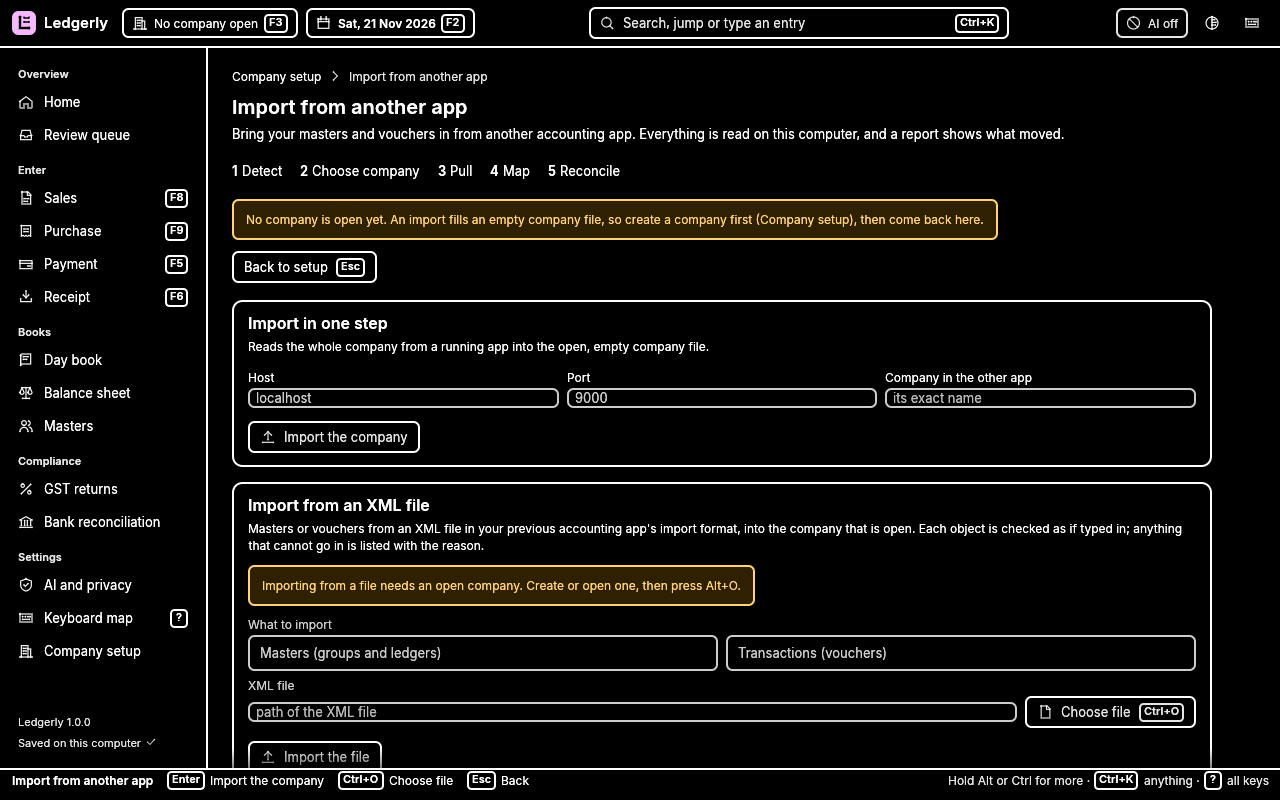 Ledgerly
No company open F3
Sat, 21 Nov 2026 F2
Search, jump or type an entry Ctrl+K
AI off
Overview
Home
Review queue
Enter
Sales F8
Purchase F9
Payment F5
Receipt F6
Books
Day book
Balance sheet
Masters
Compliance
GST returns
Bank reconciliation
Settings
AI and privacy
Keyboard map ?
Company setup
Ledgerly 1.0.0
Saved on this computer
Company setup > Import from another app
Import from another app
Bring your masters and vouchers in from another accounting app. Everything is read on this computer, and a report shows what moved.
1 Detect 2 Choose company 3 Pull 4 Map 5 Reconcile
No company is open yet. An import fills an empty company file, so create a company first (Company setup), then come back here.
Back to setup Esc
Import in one step
Reads the whole company from a running app into the open, empty company file.
Host Port Company in the other app
localhost 9000 its exact name
Import the company
Import from an XML file
Masters or vouchers from an XML file in your previous accounting app's import format, into the company that is open. Each object is checked as if typed in; anything
that cannot go in is listed with the reason.
Importing from a file needs an open company. Create or open one, then press Alt+O.
What to import
Masters (groups and ledgers) Transactions (vouchers)
XML file
path of the XML file Choose file Ctrl+O
Import the file
Import from another app Enter Import the company Ctrl+O Choose file Esc Back
Hold Alt or Ctrl for more · Ctrl+K anything · ? all keys